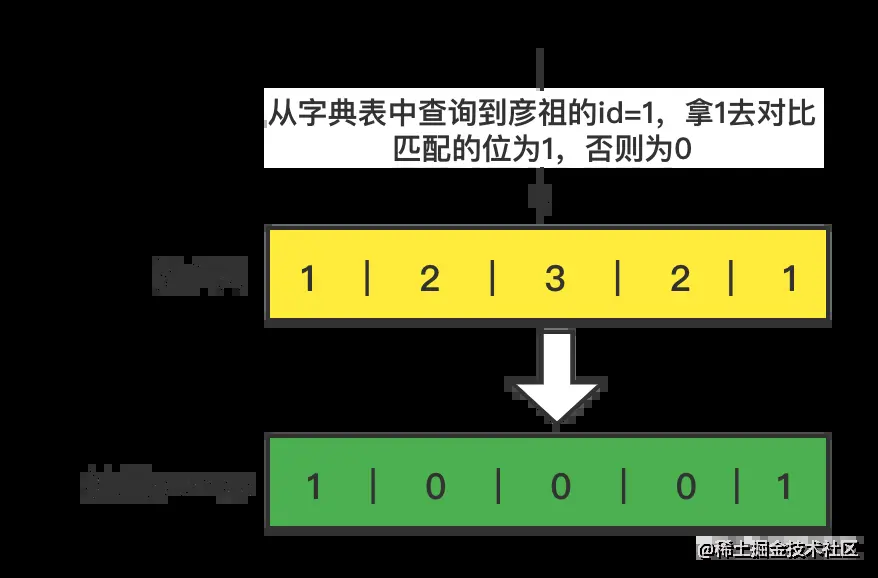 从字典表中查询到彦祖的id=1，拿1去对比
匹配的位为1，否则为0
1 | 2 | 3 | 2 | 1
1 | 0 | 0 | 0 | 1
@稀土掘金技术社区